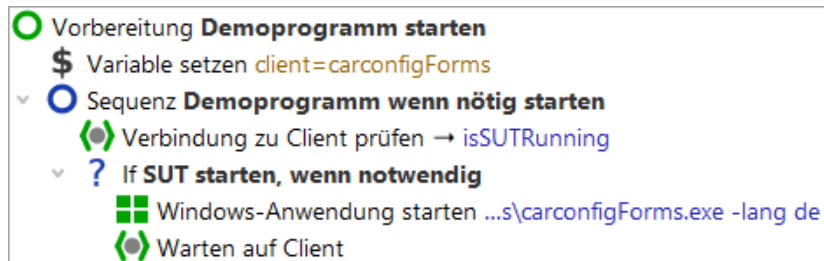 Vorbereitung Demoprogramm starten
$ Variable setzen client=carconfigForms
Sequenz Demoprogramm wenn nötig starten
Verbindung zu Client prüfen → isSUTRunning
? If SUT starten, wenn notwendig
Windows-Anwendung starten ...s\carconfigForms.exe -lang de
Warten auf Client